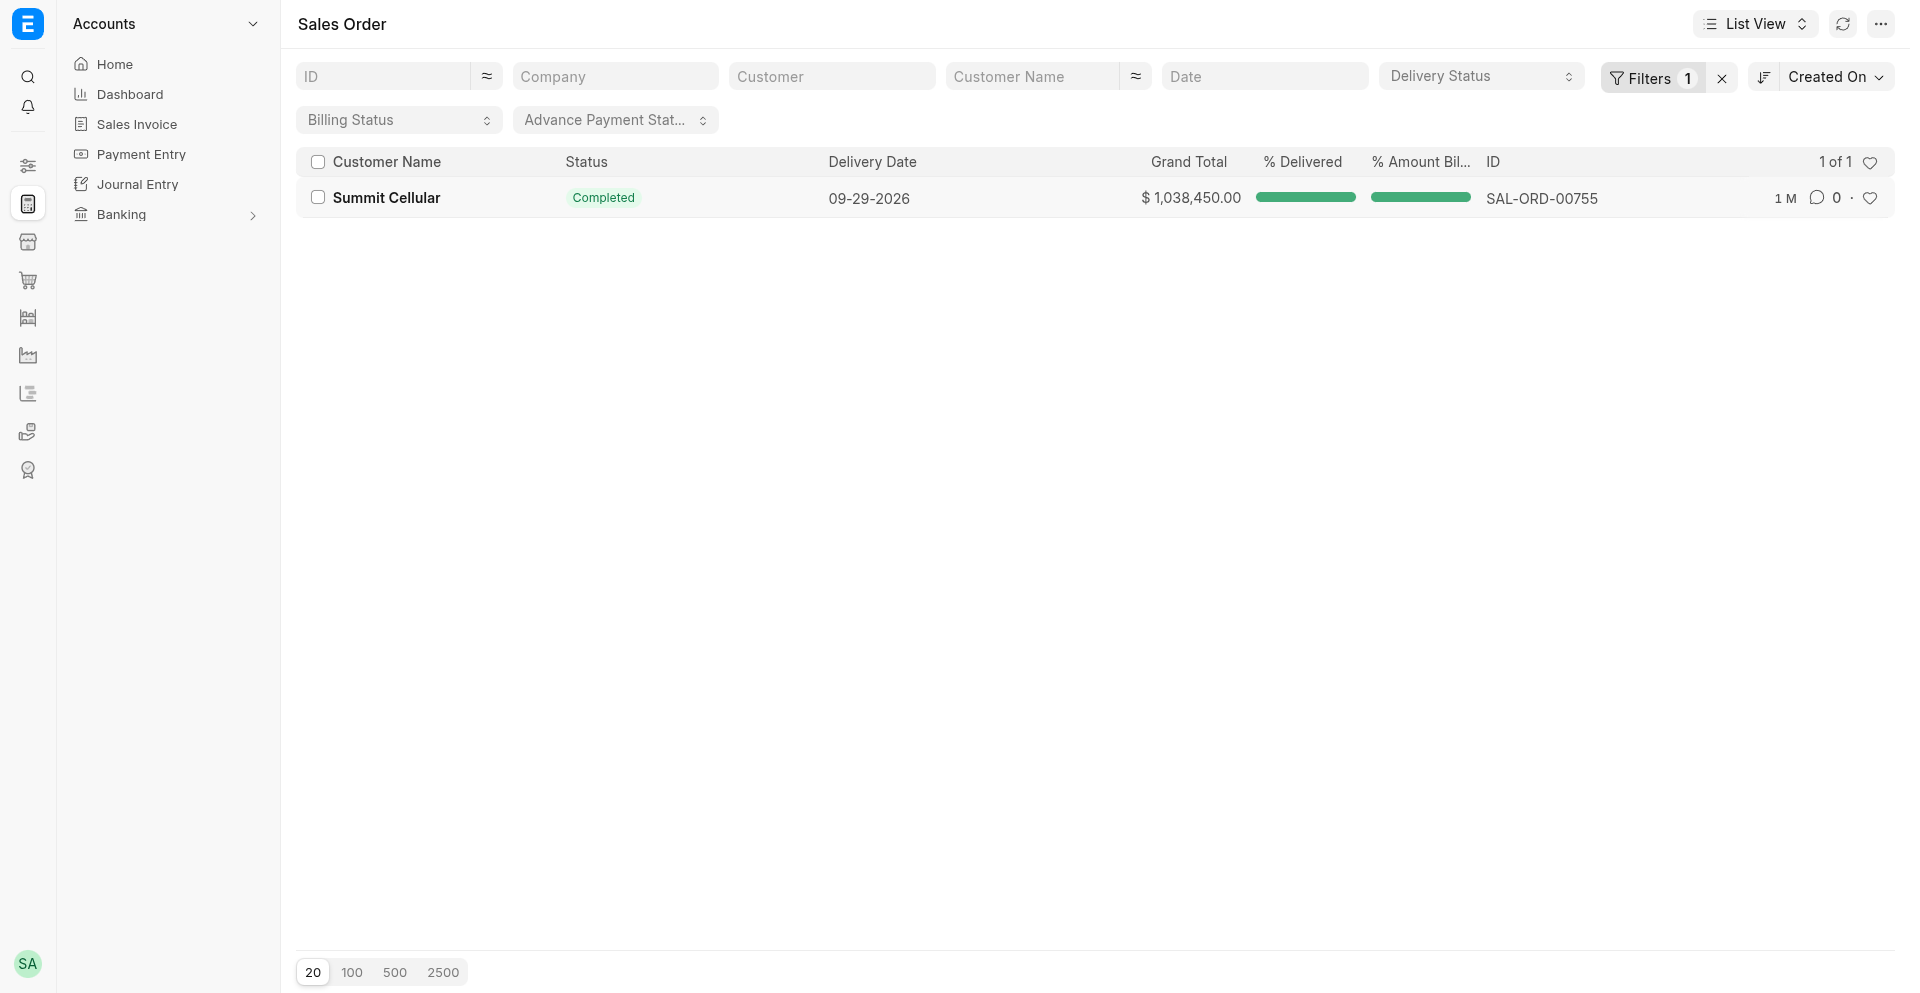 Accounts
Home
Dashboard
Sales Invoice
Payment Entry
Journal Entry
Banking
SA
Sales Order
List View
ID ≈ Company Customer Customer Name ≈ Date Delivery Status Filters 1 Created On
Billing Status Advance Payment Stat...
Customer Name Status Delivery Date Grand Total % Delivered % Amount Bil... ID 1 of 1
Summit Cellular Completed 09-29-2026 $ 1,038,450.00 SAL-ORD-00755 1 M 0 ·
20 100 500 2500